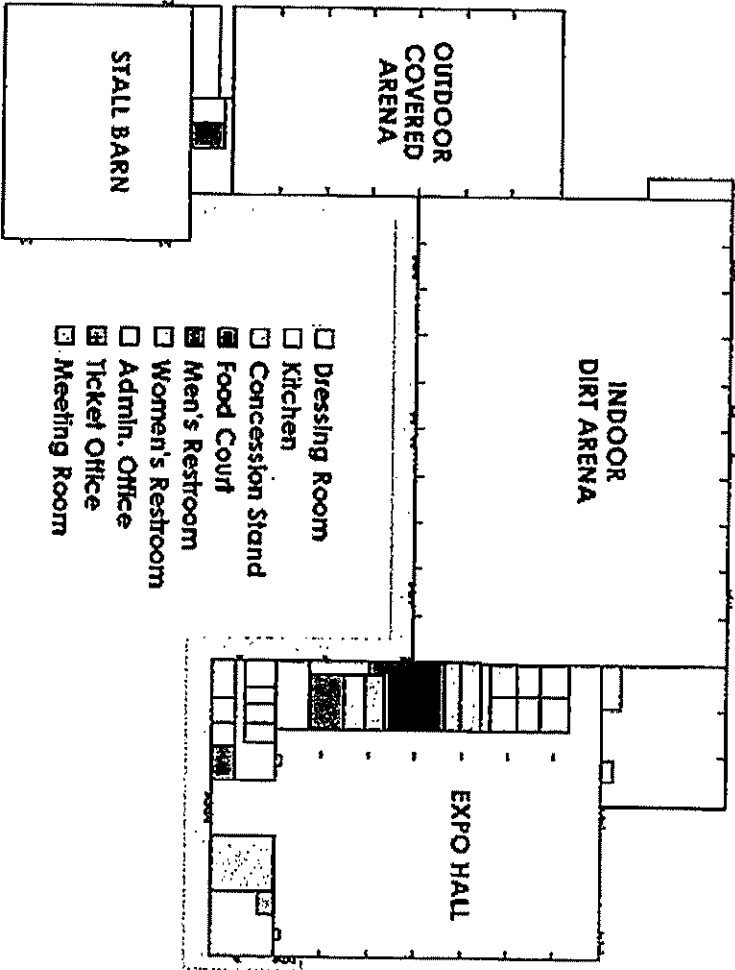 STALL BARN
OUTDOOR
COVERED
ARENA
INDOOR
DIRT ARENA
EXPO HALL
Dressing Room
Kitchen
Concession Stand
Food Court
Men's Restroom
Women's Restroom
Admin. Office
Ticket Office
Meeting Room